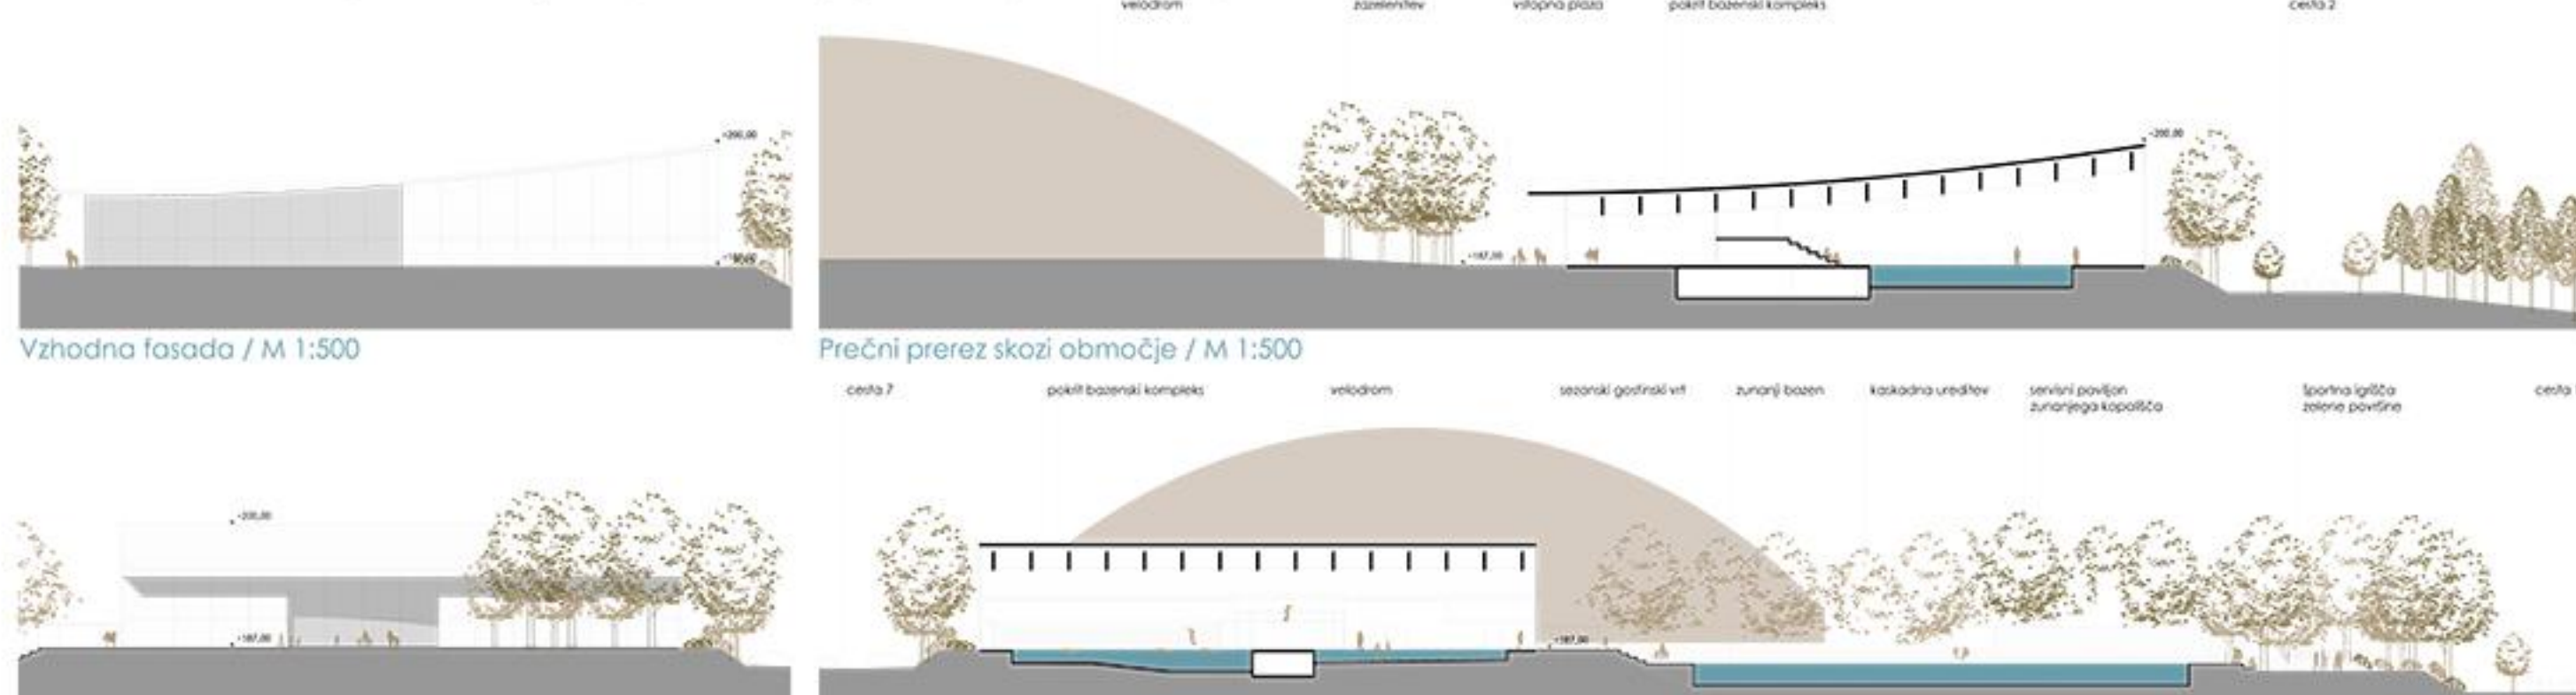 velodrom zazelenitev vstopna plaza pokrit bazenski kompleks cesta 2
+200,00 +200,00
+187,00
Vzhodna fasada / M 1:500 Prečni prerez skozi območje / M 1:500
cesta 7 pokrit bazenski kompleks velodrom sezonski gostinski vrt zunanji bazen kaskadna ureditev servisni paviljon športna igrišča cesta
zunanjega kopališča zelene površine
+200,00
+187,00 +187,00